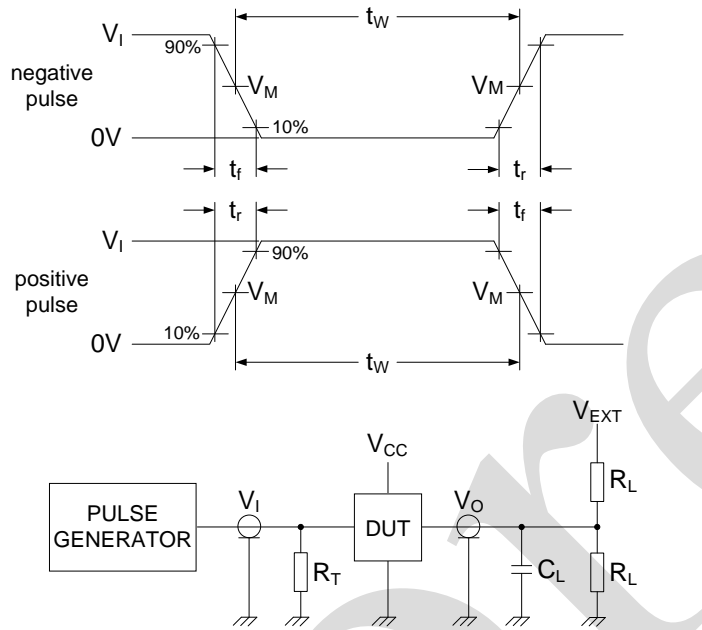 t_W
V_I
90%
negative pulse
V_M
V_M
0V
10%
t_f
t_r
t_r
t_f
V_I
90%
positive pulse
V_M
V_M
10%
0V
t_W
V_EXT
V_CC
R_L
V_I
V_O
PULSE GENERATOR
DUT
R_T
C_L
R_L